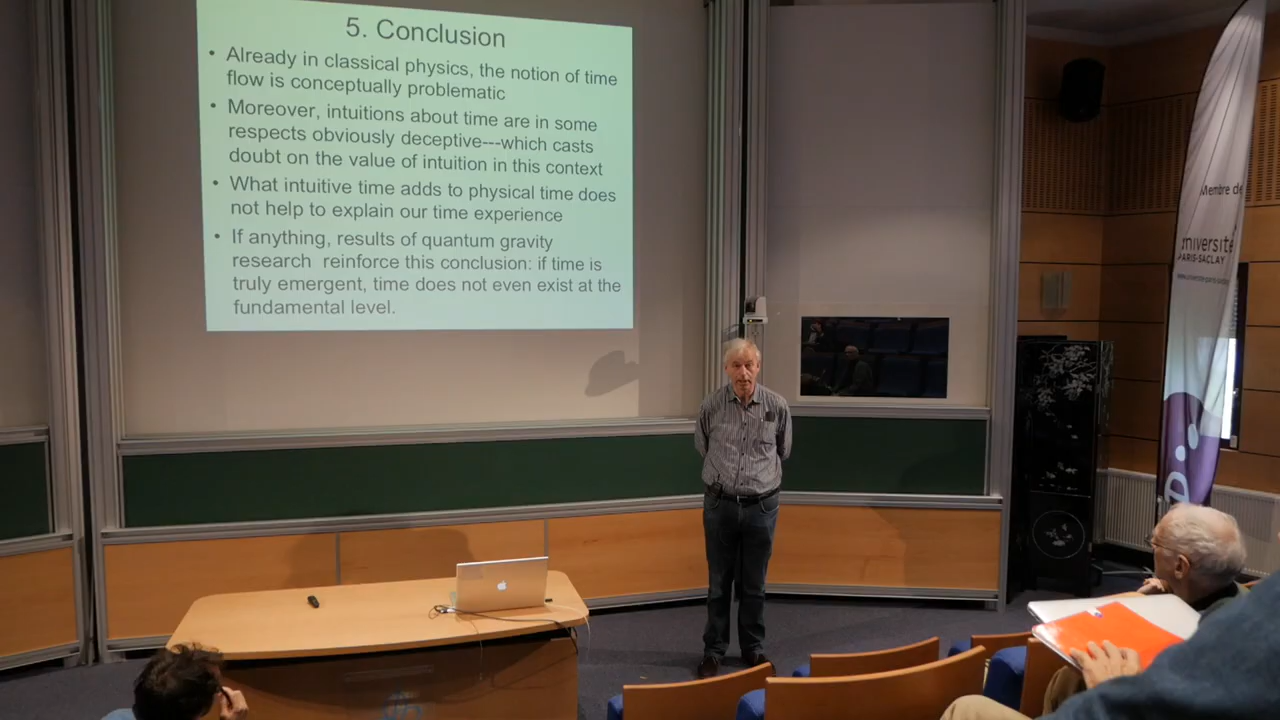 5. Conclusion
• Already in classical physics, the notion of time
flow is conceptually problematic
• Moreover, intuitions about time are in some
respects obviously deceptive---which casts
doubt on the value of intuition in this context
• What intuitive time adds to physical time does
not help to explain our time experience
• If anything, results of quantum gravity
research reinforce this conclusion: if time is
truly emergent, time does not even exist at the
fundamental level.
Membre de
université
PARIS-SACLAY